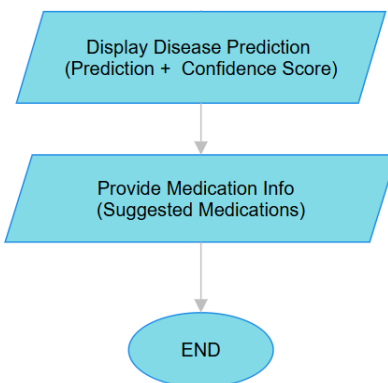 Display Disease Prediction
(Prediction + Confidence Score)
Provide Medication Info
(Suggested Medications)
END